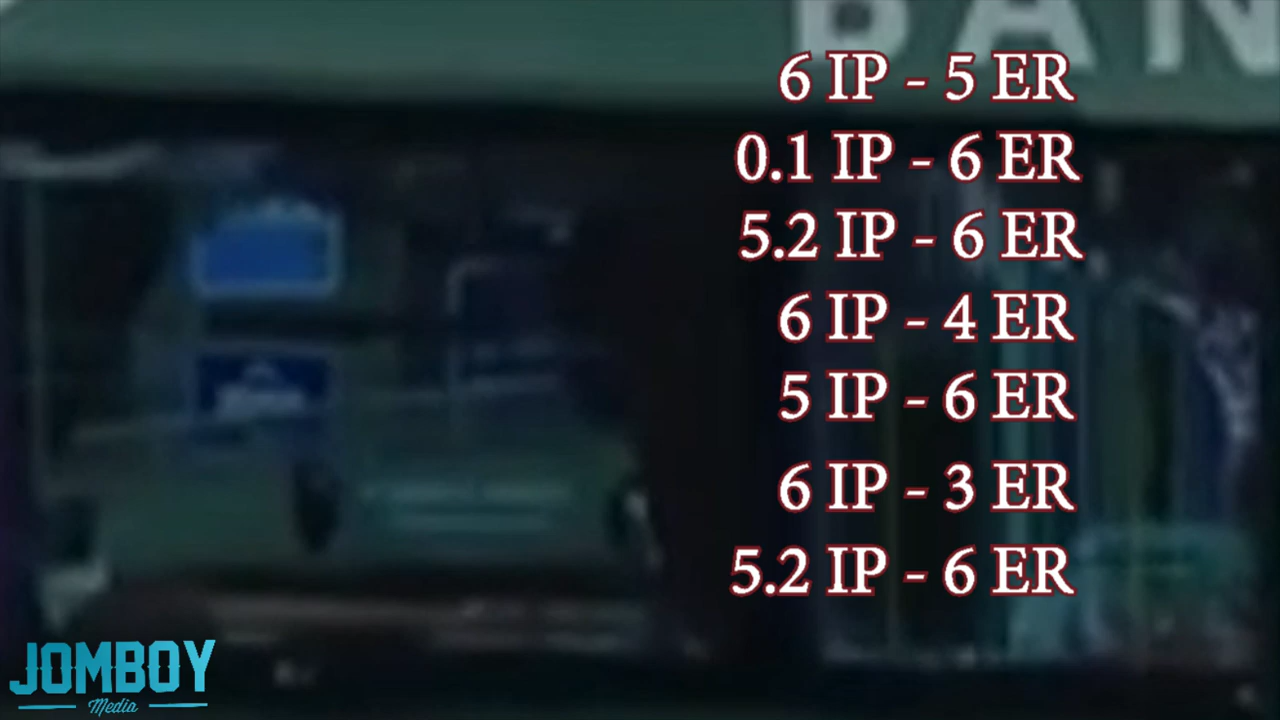 BAN
6 IP - 5 ER
0.1 IP - 6 ER
5.2 IP - 6 ER
6 IP - 4 ER
5 IP - 6 ER
6 IP - 3 ER
5.2 IP - 6 ER
JOMBOY
Media